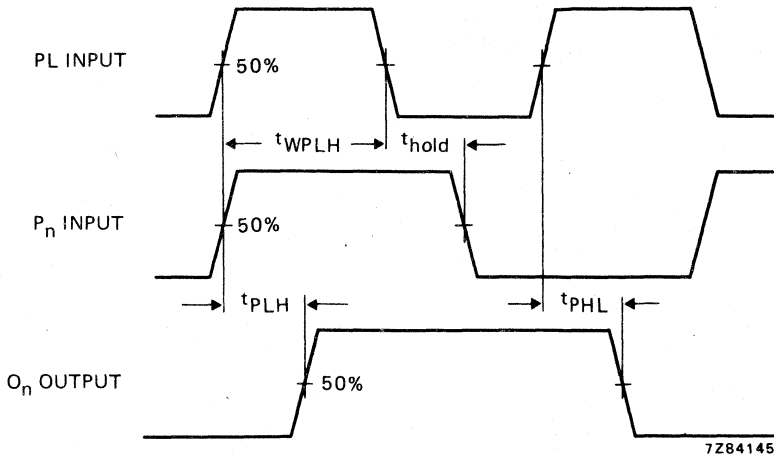 PL INPUT
50%
tWPLH
thold
Pn INPUT
50%
tPLH
tPHL
On OUTPUT
50%
7Z84145